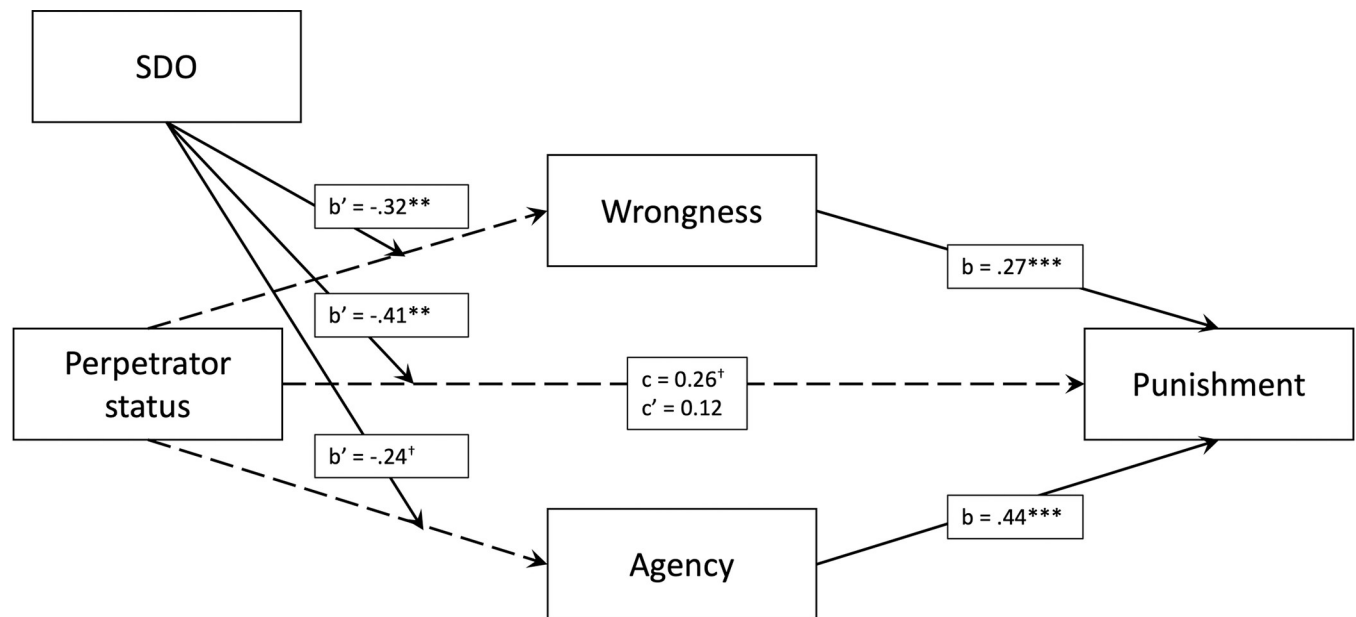 SDO
b’ = -.32**
Wrongness
b = .27***
b’ = -.41**
Perpetrator
status
c = 0.26†
c’ = 0.12
Punishment
b’ = -.24†
b = .44***
Agency